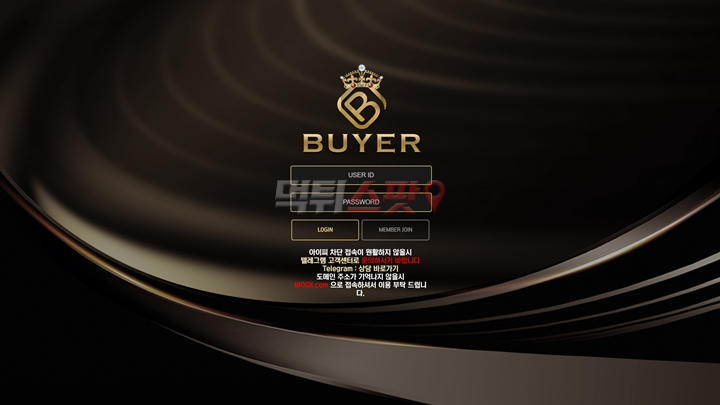 BUYER
USER ID
먹튀스팟9
PASSWORD
LOGIN
MEMBER JOIN
아이피 차단 접속이 원활하지 않을시
텔레그램 고객센터로 문의하시기 바랍니다
Telegram : 상담 바로가기
도메인 주소가 기억나지 않을시
.com 으로 접속하셔서 이용 부탁 드립니
다.